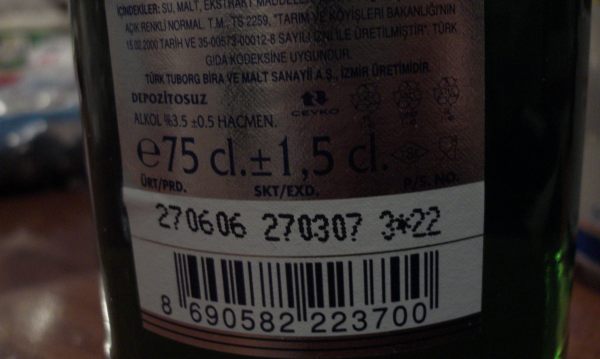 İÇİNDEKİLER: SU, MALT, EKSTRAKT MADDELE
AÇIK RENKLİ NORMAL. T.M., TS 2259. "TARIM VE KÖYİŞLERİ BAKANLIĞI'NIN
15.02.2000 TARİH VE 35-00573-00012-8 SAYILI İZNİ İLE ÜRETİLMİŞTİR". TÜRK
GIDA KODEKSİNE UYGUNDUR.
TÜRK TUBORG BİRA VE MALT SANAYİİ A.Ş., İZMİR ÜRETİMİDİR.
DEPOZİTOSUZ
ÇEVKO
ALKOL %3.5 ±0.5 HACMEN.
e75 cl.±1,5 cl.
ÜRT/PRD. SKT/EXD. P/S. NO.
270606 270307 3*22
8 690582 223700